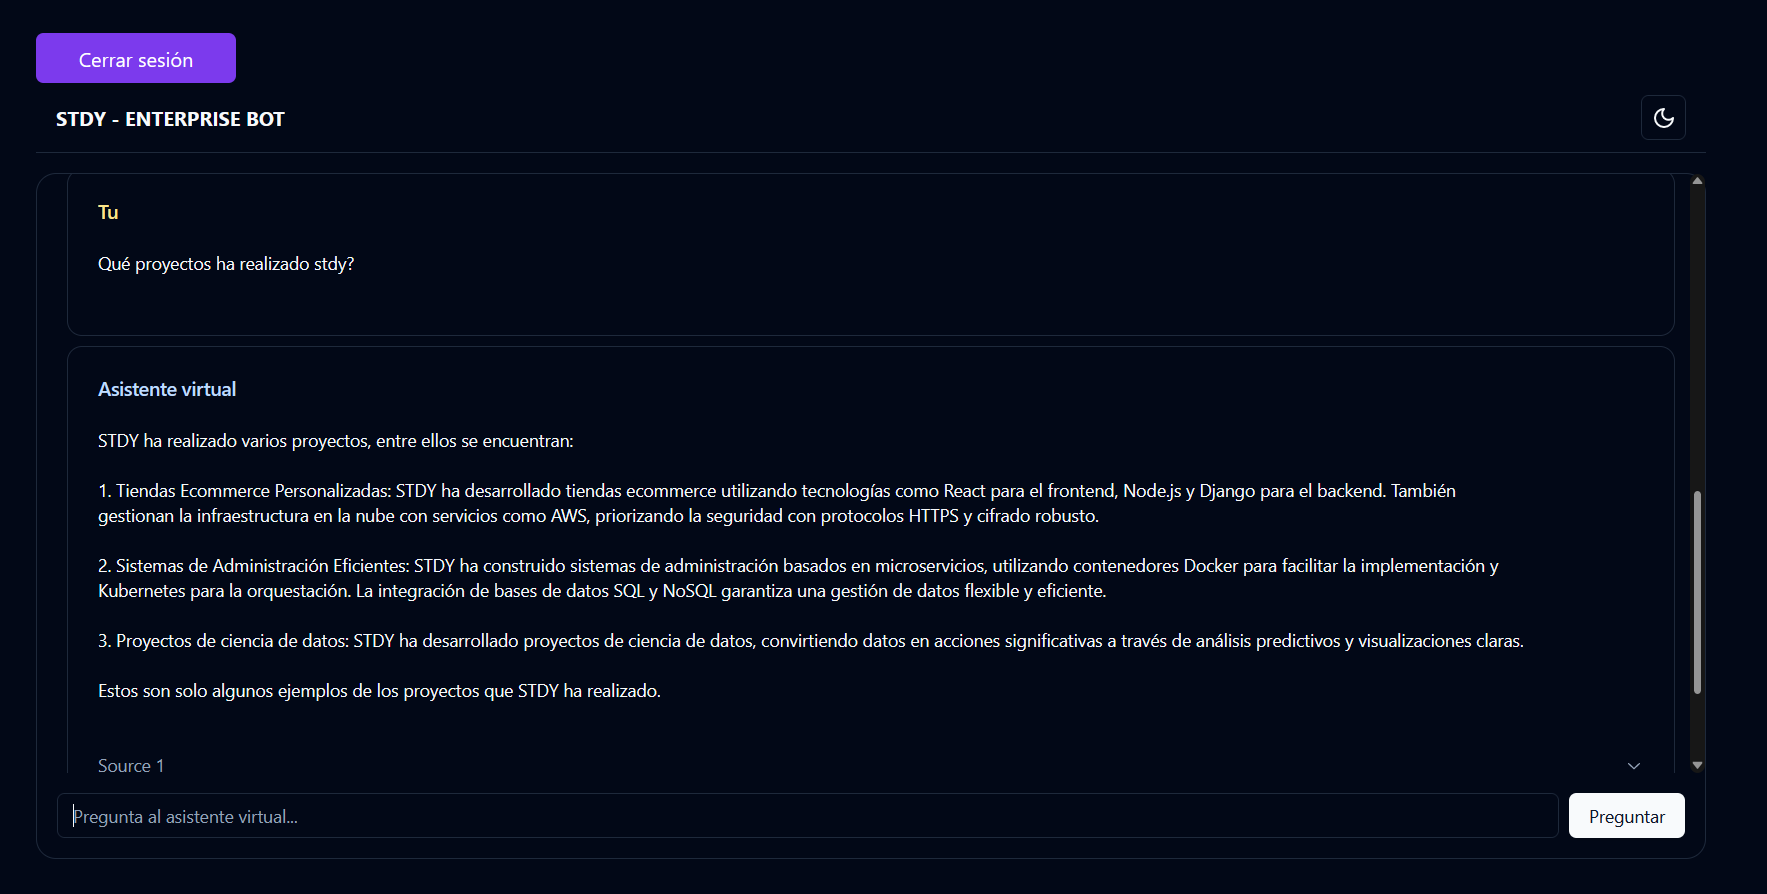 Cerrar sesión
STDY - ENTERPRISE BOT
Tu
Qué proyectos ha realizado stdy?
Asistente virtual
STDY ha realizado varios proyectos, entre ellos se encuentran:
1. Tiendas Ecommerce Personalizadas: STDY ha desarrollado tiendas ecommerce utilizando tecnologías como React para el frontend, Node.js y Django para el backend. También
gestionan la infraestructura en la nube con servicios como AWS, priorizando la seguridad con protocolos HTTPS y cifrado robusto.
2. Sistemas de Administración Eficientes: STDY ha construido sistemas de administración basados en microservicios, utilizando contenedores Docker para facilitar la implementación y
Kubernetes para la orquestación. La integración de bases de datos SQL y NoSQL garantiza una gestión de datos flexible y eficiente.
3. Proyectos de ciencia de datos: STDY ha desarrollado proyectos de ciencia de datos, convirtiendo datos en acciones significativas a través de análisis predictivos y visualizaciones claras.
Estos son solo algunos ejemplos de los proyectos que STDY ha realizado.
Source 1
Pregunta al asistente virtual...
Preguntar